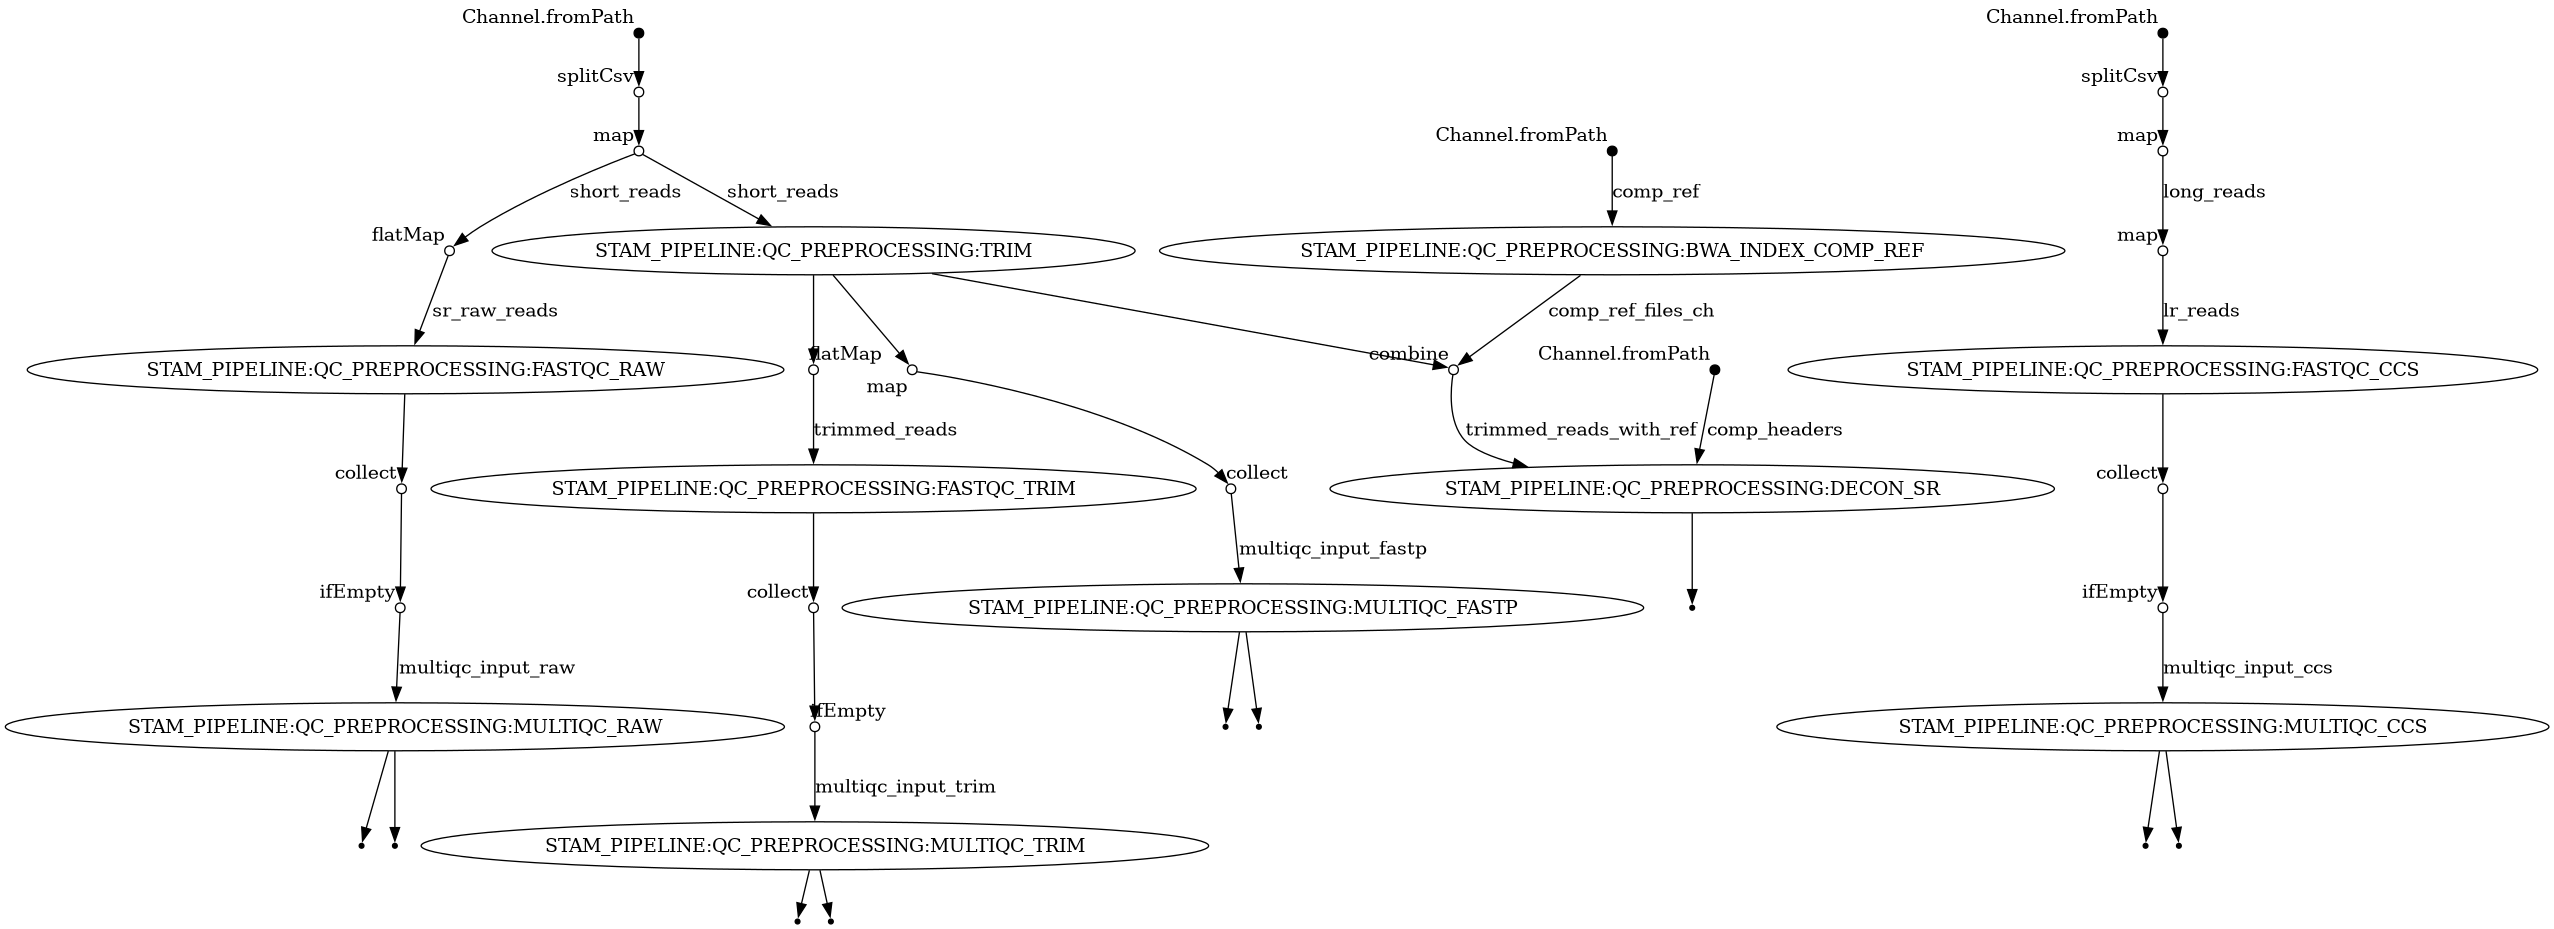 Channel.fromPath
Channel.fromPath
splitCsv
splitCsv
map
Channel.fromPath
map
short_reads
short_reads
comp_ref
long_reads
flatMap
map
STAM_PIPELINE:QC_PREPROCESSING:TRIM
STAM_PIPELINE:QC_PREPROCESSING:BWA_INDEX_COMP_REF
sr_raw_reads
comp_ref_files_ch
lr_reads
flatMap
combine
Channel.fromPath
STAM_PIPELINE:QC_PREPROCESSING:FASTQC_RAW
map
STAM_PIPELINE:QC_PREPROCESSING:FASTQC_CCS
trimmed_reads
trimmed_reads_with_ref
comp_headers
collect
collect
collect
STAM_PIPELINE:QC_PREPROCESSING:FASTQC_TRIM
STAM_PIPELINE:QC_PREPROCESSING:DECON_SR
multiqc_input_fastp
ifEmpty
collect
ifEmpty
STAM_PIPELINE:QC_PREPROCESSING:MULTIQC_FASTP
multiqc_input_raw
multiqc_input_ccs
ifEmpty
STAM_PIPELINE:QC_PREPROCESSING:MULTIQC_RAW
STAM_PIPELINE:QC_PREPROCESSING:MULTIQC_CCS
multiqc_input_trim
STAM_PIPELINE:QC_PREPROCESSING:MULTIQC_TRIM